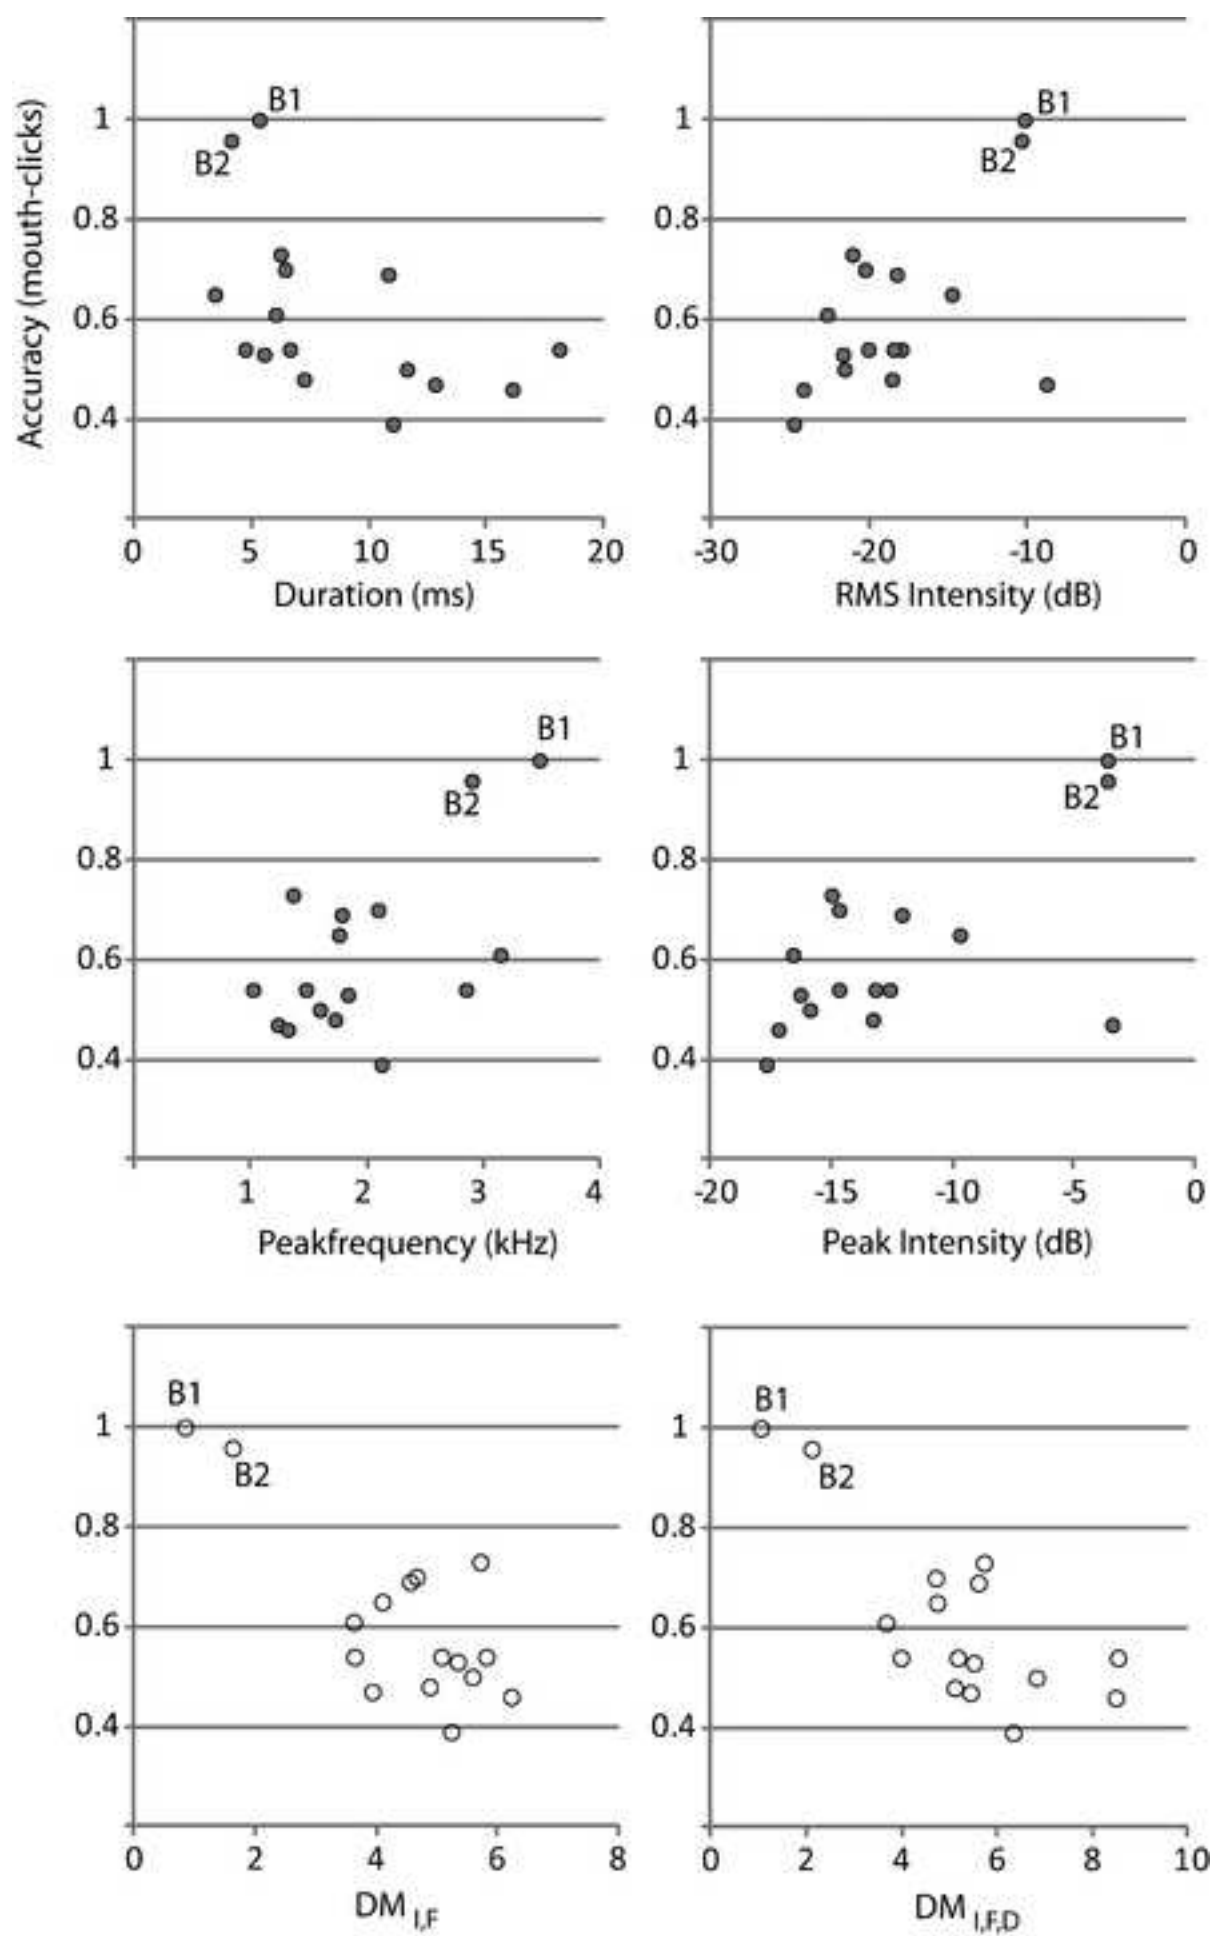 Accuracy (mouth-clicks)
B1
1
B2
0.8
0.6
0.4
0 5 10 15 20
Duration (ms)
B1
1
B2
0.8
0.6
0.4
-30 -20 -10 0
RMS Intensity (dB)
B1
1
B2
0.8
0.6
0.4
1 2 3 4
Peakfrequency (kHz)
B1
1
B2
0.8
0.6
0.4
-20 -15 -10 -5 0
Peak Intensity (dB)
B1
1
B2
0.8
0.6
0.4
0 2 4 6 8
DM I,F
B1
1
B2
0.8
0.6
0.4
0 2 4 6 8 10
DM I,F,D